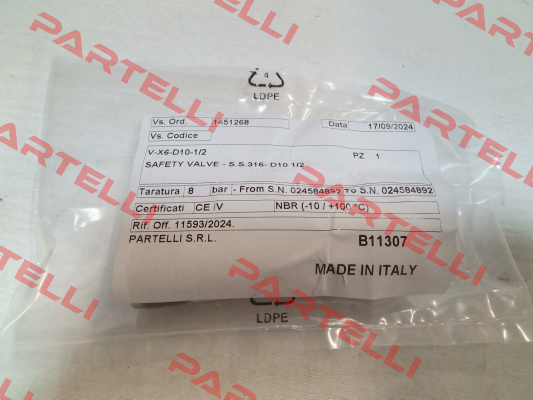 PARTELLI
PARTELLI
4
LDPE
Vs. Ord. 1451268 Data 17/09/2024
Vs. Codice
V-X6-D10-1/2 PZ 1
SAFETY VALVE - S.S.316- D10 1/2
Taratura 8 bar - From S.N. 024584892 To S.N. 024584892
Certificati CE /V NBR (-10 / +100°C)
Rif. Off. 11593/2024.
PARTELLI S.R.L. B11307
MADE IN ITALY
LDPE
PARTELLI
PARTELLI
PARTELLI
PARTELLI